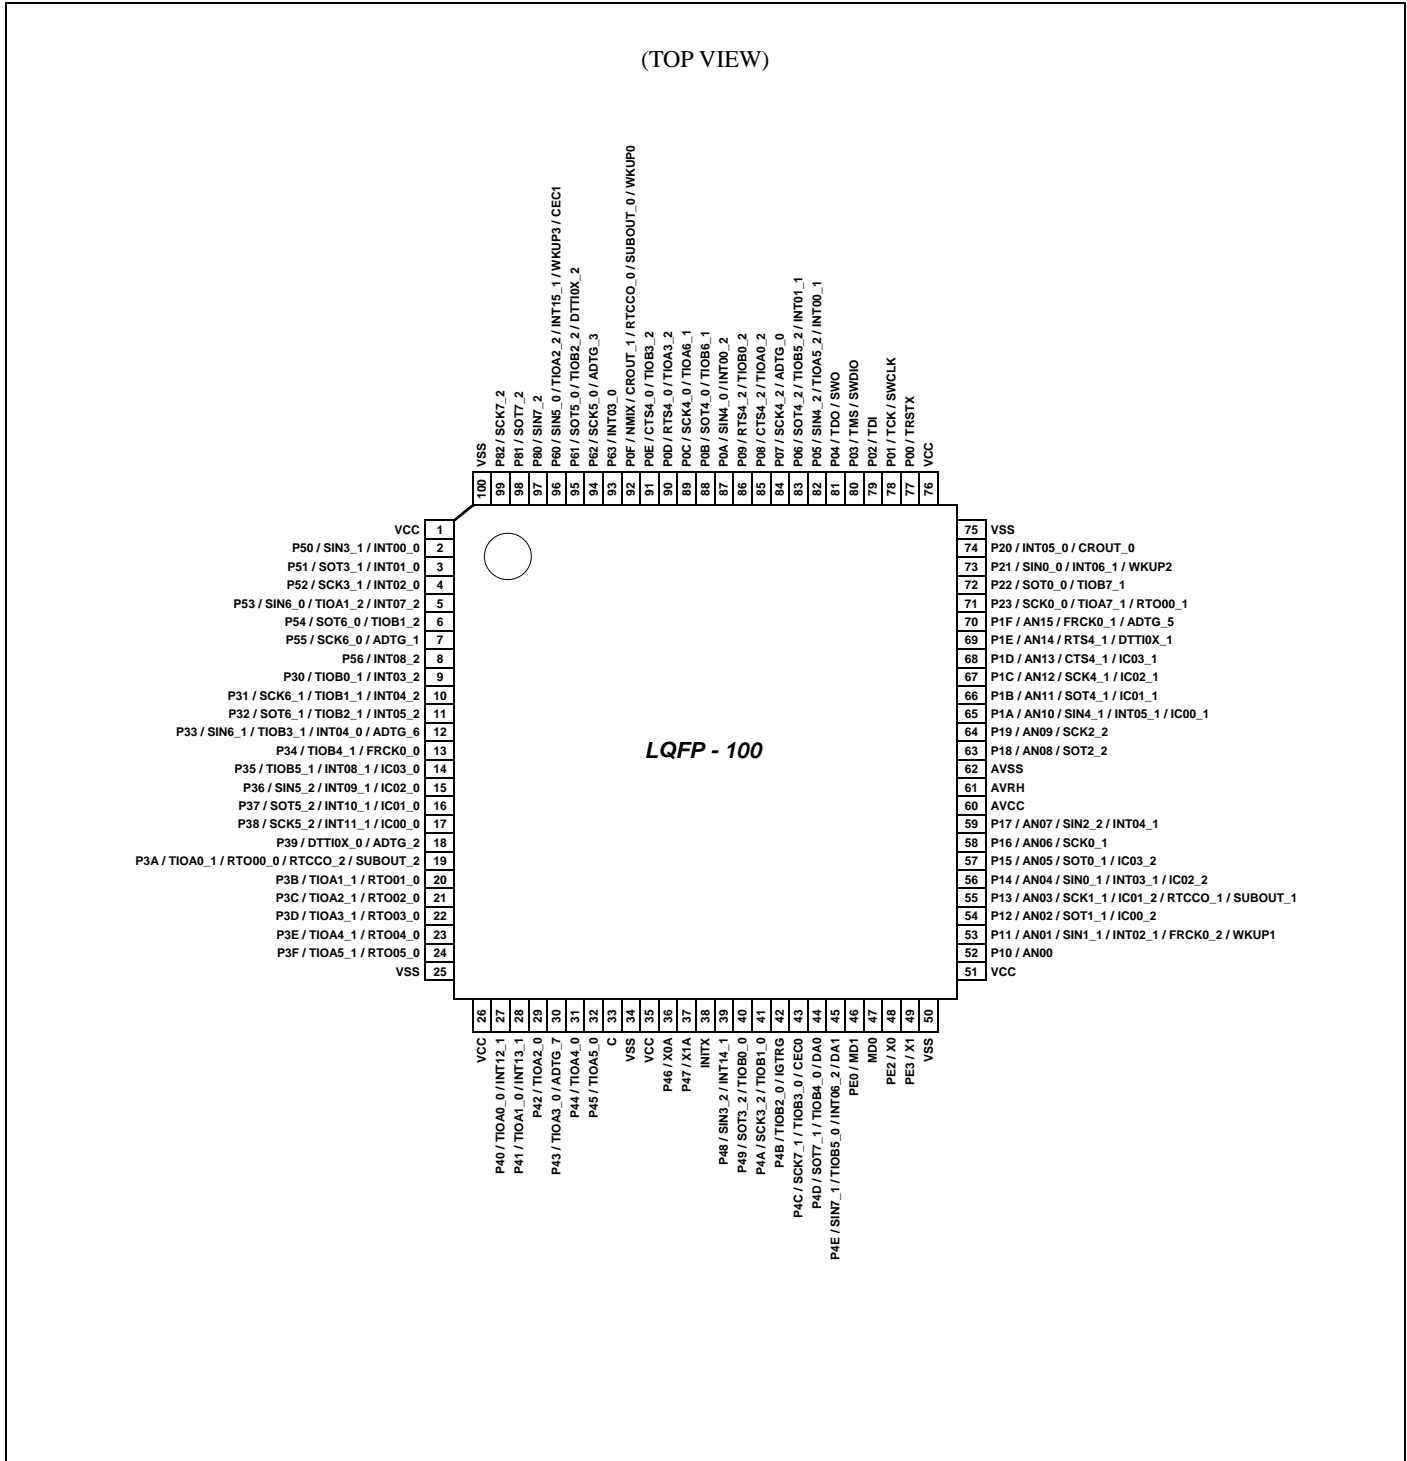 (TOP VIEW)
VSS
P82 / SCK7_2
P81 / SOT7_2
P80 / SIN7_2
P60 / SIN5_0 / TIOA2_2 / INT15_1 / WKUP3 / CEC1
P61 / SOT5_0 / TIOB2_2 / DTTI0X_2
P62 / SCK5_0 / ADTG_3
P63 / INT03_0
P0F / NMIX / CROUT_1 / RTCCO_0 / SUBOUT_0 / WKUP0
P0E / CTS4_0 / TIOB3_2
P0D / RTS4_0 / TIOA3_2
P0C / SCK4_0 / TIOA6_1
P0B / SOT4_0 / TIOB6_1
P0A / SIN4_0 / INT00_2
P09 / RTS4_2 / TIOB0_2
P08 / CTS4_2 / TIOA0_2
P07 / SCK4_2 / ADTG_0
P06 / SOT4_2 / TIOB5_2 / INT01_1
P05 / SIN4_2 / TIOA5_2 / INT00_1
P04 / TDO / SWO
P03 / TMS / SWDIO
P02 / TDI
P01 / TCK / SWCLK
P00 / TRSTX
VCC
100 99 98 97 96 95 94 93 92 91 90 89 88 87 86 85 84 83 82 81 80 79 78 77 76
VCC 1
P50 / SIN3_1 / INT00_0 2
P51 / SOT3_1 / INT01_0 3
P52 / SCK3_1 / INT02_0 4
P53 / SIN6_0 / TIOA1_2 / INT07_2 5
P54 / SOT6_0 / TIOB1_2 6
P55 / SCK6_0 / ADTG_1 7
P56 / INT08_2 8
P30 / TIOB0_1 / INT03_2 9
P31 / SCK6_1 / TIOB1_1 / INT04_2 10
P32 / SOT6_1 / TIOB2_1 / INT05_2 11
P33 / SIN6_1 / TIOB3_1 / INT04_0 / ADTG_6 12
P34 / TIOB4_1 / FRCK0_0 13
P35 / TIOB5_1 / INT08_1 / IC03_0 14
P36 / SIN5_2 / INT09_1 / IC02_0 15
P37 / SOT5_2 / INT10_1 / IC01_0 16
P38 / SCK5_2 / INT11_1 / IC00_0 17
P39 / DTTI0X_0 / ADTG_2 18
P3A / TIOA0_1 / RTO00_0 / RTCCO_2 / SUBOUT_2 19
P3B / TIOA1_1 / RTO01_0 20
P3C / TIOA2_1 / RTO02_0 21
P3D / TIOA3_1 / RTO03_0 22
P3E / TIOA4_1 / RTO04_0 23
P3F / TIOA5_1 / RTO05_0 24
VSS 25
LQFP - 100
75 VSS
74 P20 / INT05_0 / CROUT_0
73 P21 / SIN0_0 / INT06_1 / WKUP2
72 P22 / SOT0_0 / TIOB7_1
71 P23 / SCK0_0 / TIOA7_1 / RTO00_1
70 P1F / AN15 / FRCK0_1 / ADTG_5
69 P1E / AN14 / RTS4_1 / DTTI0X_1
68 P1D / AN13 / CTS4_1 / IC03_1
67 P1C / AN12 / SCK4_1 / IC02_1
66 P1B / AN11 / SOT4_1 / IC01_1
65 P1A / AN10 / SIN4_1 / INT05_1 / IC00_1
64 P19 / AN09 / SCK2_2
63 P18 / AN08 / SOT2_2
62 AVSS
61 AVRH
60 AVCC
59 P17 / AN07 / SIN2_2 / INT04_1
58 P16 / AN06 / SCK0_1
57 P15 / AN05 / SOT0_1 / IC03_2
56 P14 / AN04 / SIN0_1 / INT03_1 / IC02_2
55 P13 / AN03 / SCK1_1 / IC01_2 / RTCCO_1 / SUBOUT_1
54 P12 / AN02 / SOT1_1 / IC00_2
53 P11 / AN01 / SIN1_1 / INT02_1 / FRCK0_2 / WKUP1
52 P10 / AN00
51 VCC
26 27 28 29 30 31 32 33 34 35 36 37 38 39 40 41 42 43 44 45 46 47 48 49 50
VCC
P40 / TIOA0_0 / INT12_1
P41 / TIOA1_0 / INT13_1
P42 / TIOA2_0
P43 / TIOA3_0 / ADTG_7
P44 / TIOA4_0
P45 / TIOA5_0
C
VSS
VCC
P46 / X0A
P47 / X1A
INITX
P48 / SIN3_2 / INT14_1
P49 / SOT3_2 / TIOB0_0
P4A / SCK3_2 / TIOB1_0
P4B / TIOB2_0 / IGTRG
P4C / SCK7_1 / TIOB3_0 / CEC0
P4D / SOT7_1 / TIOB4_0 / DA0
P4E / SIN7_1 / TIOB5_0 / INT06_2 / DA1
PE0 / MD1
MD0
PE2 / X0
PE3 / X1
VSS